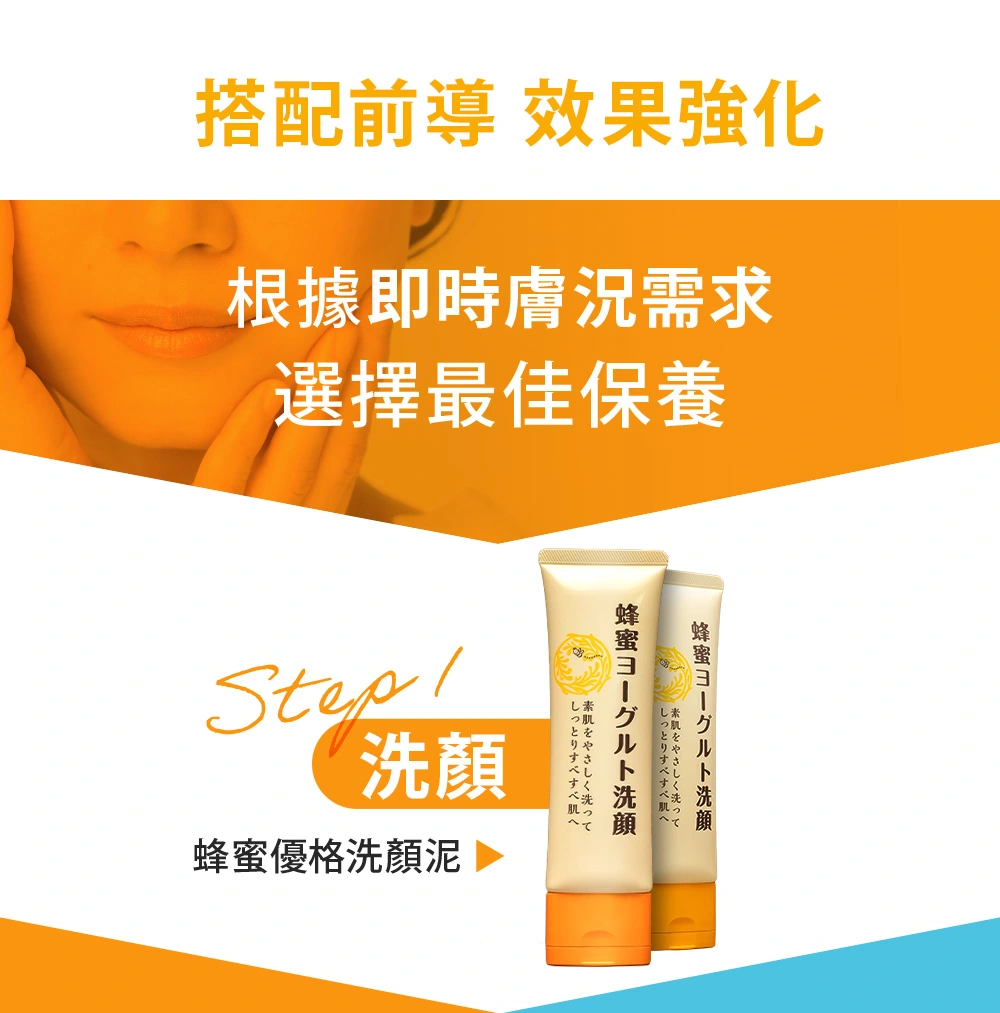 搭配前導 效果強化
根據即時膚況需求
選擇最佳保養
Step 1
洗顏
蜂蜜優格洗顏泥
蜂蜜ヨーグルト洗顔
素肌をやさしく洗って
しっとりすべすべ肌へ
蜂蜜ヨーグルト洗顔
素肌をやさしく洗って
しっとりすべすべ肌へ